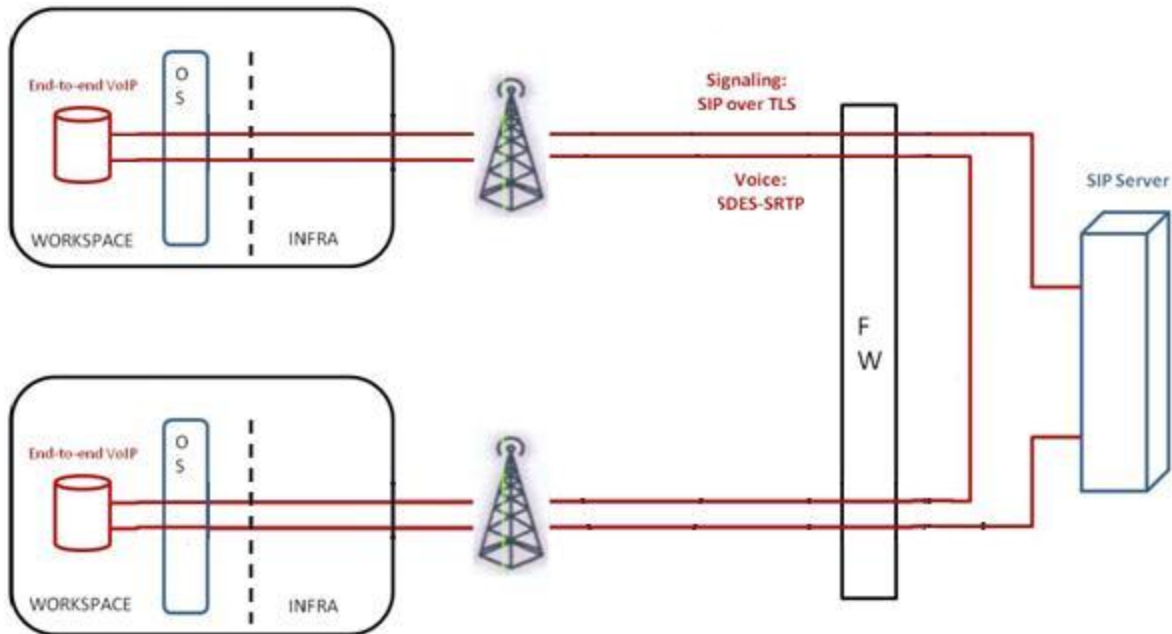 End-to-end VoIP
O
S
WORKSPACE
INFRA
Signaling:
SIP over TLS
Voice:
SDES-SRTP
SIP Server
F
W
End-to-end VoIP
O
S
WORKSPACE
INFRA